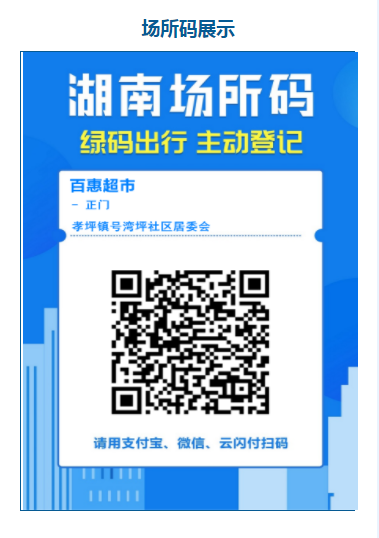 场所码展示
湖南场所码
绿码出行 主动登记
百惠超市
- 正门
孝坪镇号湾坪社区居委会
请用支付宝、微信、云闪付扫码